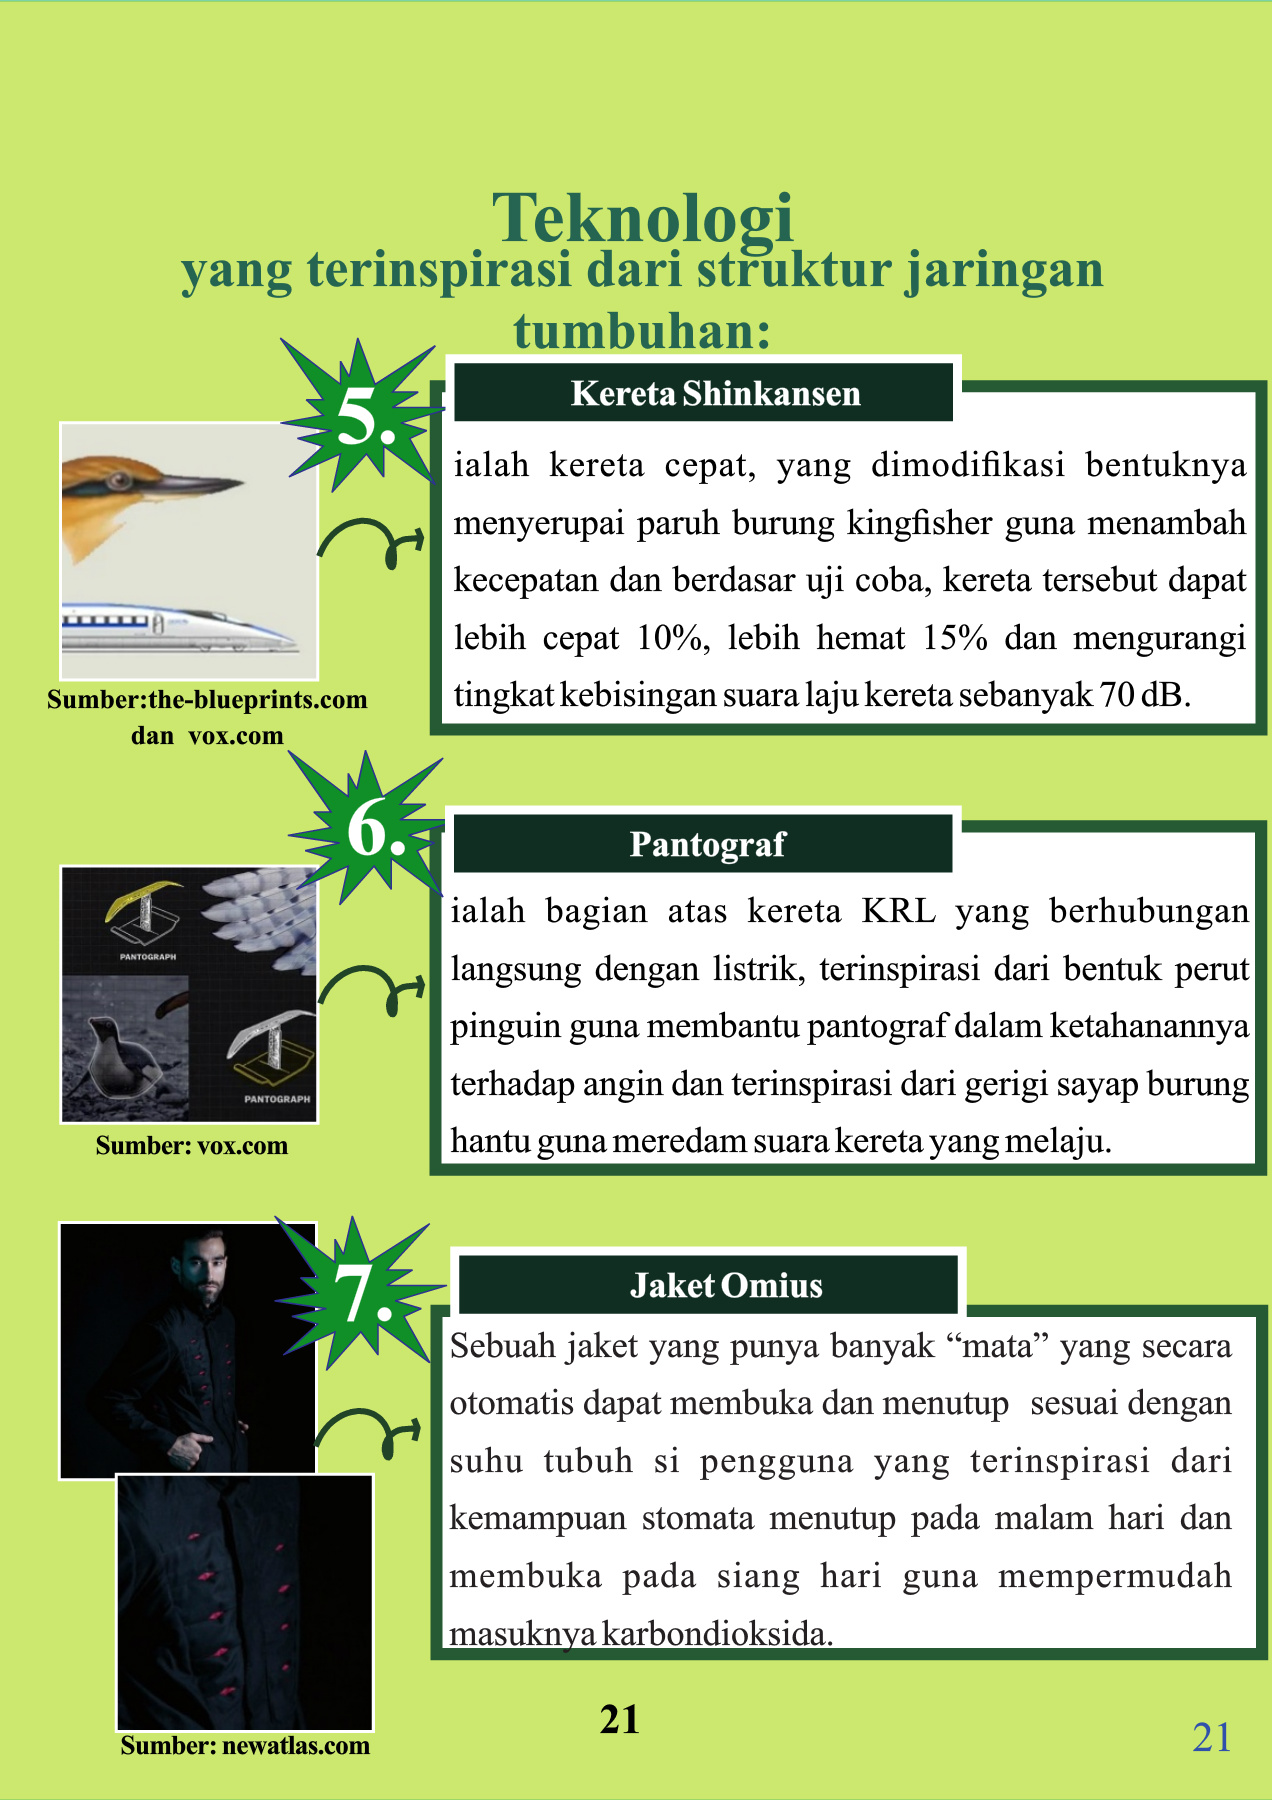 Teknologi
yang terinspirasi dari struktur jaringan
tumbuhan:
5.
Kereta Shinkansen
ialah kereta cepat, yang dimodifikasi bentuknya
menyerupai paruh burung kingfisher guna menambah
kecepatan dan berdasar uji coba, kereta tersebut dapat
lebih cepat 10%, lebih hemat 15% dan mengurangi
tingkat kebisingan suara laju kereta sebanyak 70 dB.
Sumber:the-blueprints.com
dan vox.com
6.
Pantograf
ialah bagian atas kereta KRL yang berhubungan
langsung dengan listrik, terinspirasi dari bentuk perut
pinguin guna membantu pantograf dalam ketahanannya
terhadap angin dan terinspirasi dari gerigi sayap burung
hantu guna meredam suara kereta yang melaju.
PANTOGRAPH
PANTOGRAPH
Sumber: vox.com
7.
Jaket Omius
Sebuah jaket yang punya banyak “mata” yang secara
otomatis dapat membuka dan menutup sesuai dengan
suhu tubuh si pengguna yang terinspirasi dari
kemampuan stomata menutup pada malam hari dan
membuka pada siang hari guna mempermudah
masuknya karbondioksida.
Sumber: newatlas.com
21
21